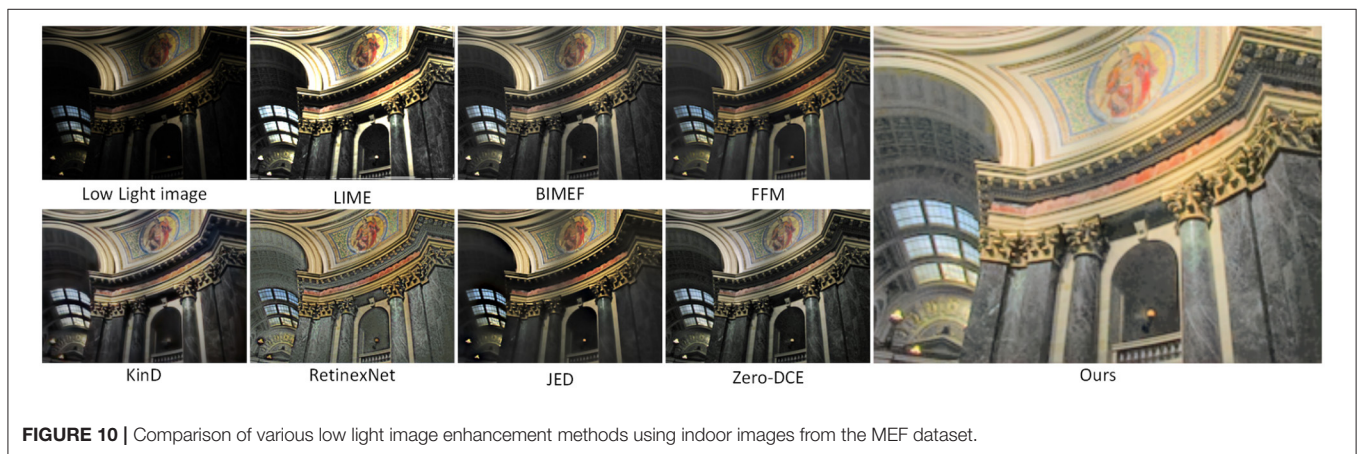 Low Light image
LIME
BIMEF
FFM
KinD
RetinexNet
JED
Zero-DCE
Ours
FIGURE 10 | Comparison of various low light image enhancement methods using indoor images from the MEF dataset.